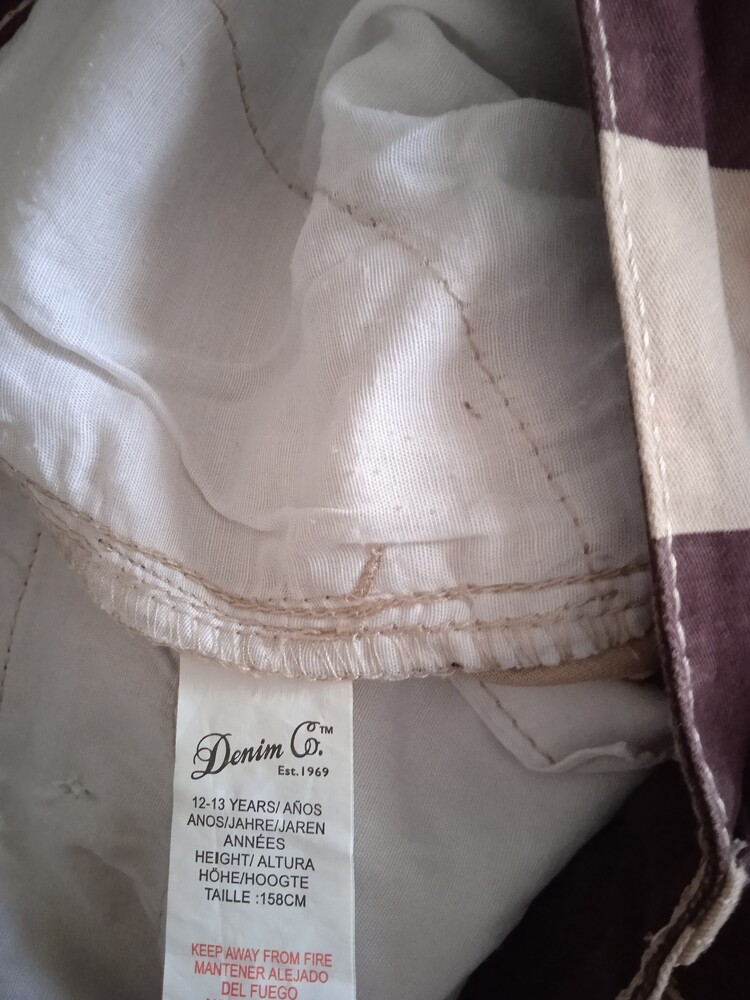 Denim Co.™
Est.1969
12-13 YEARS/ AÑOS
ANOS/JAHRE/JAREN
ANNÉES
HEIGHT/ ALTURA
HÖHE/HOOGTE
TAILLE :158CM
KEEP AWAY FROM FIRE
MANTENER ALEJADO
DEL FUEGO